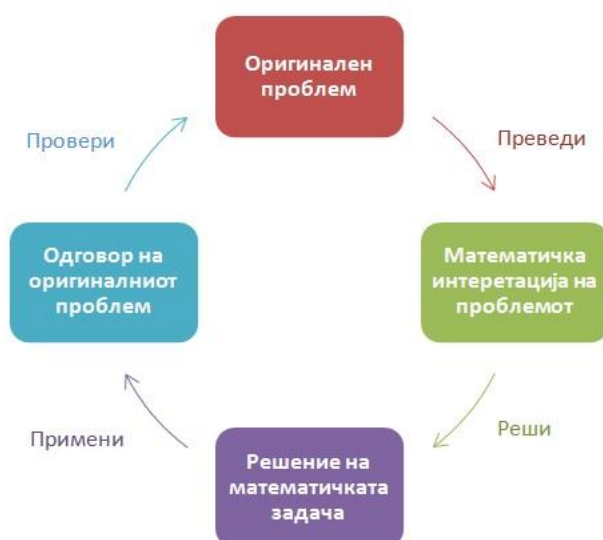 Оригинален
проблем
Провери
Преведи
Одговор на
оригиналниот
проблем
Математичка
интеретација на
проблемот
Примени
Реши
Решение на
математичката
задача